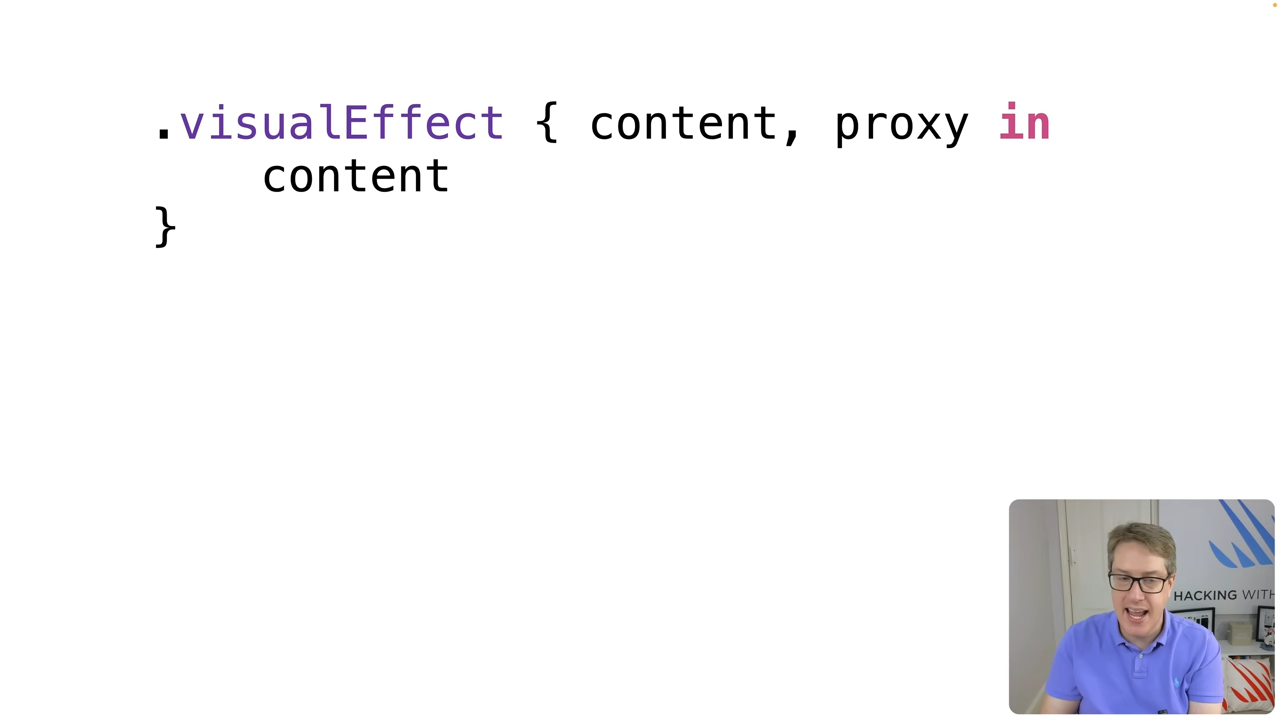 .visualEffect { content, proxy in
    content
}
HACKING WITH